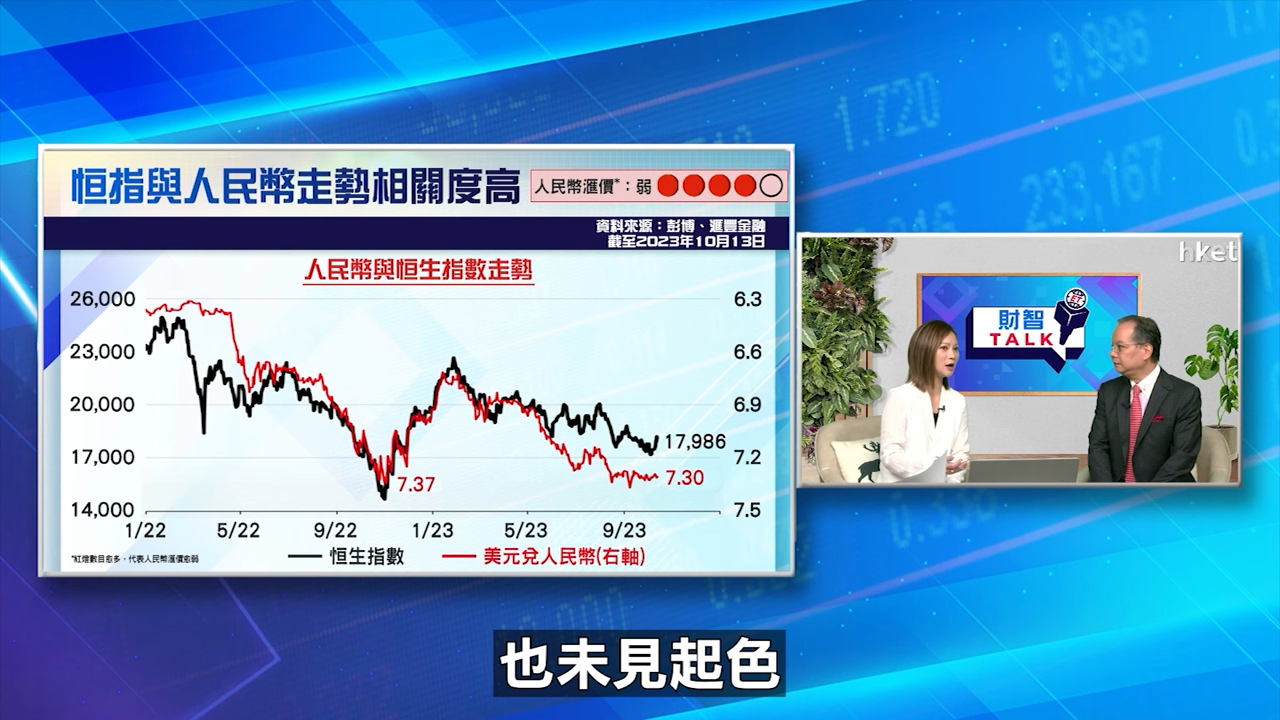 恒指與人民幣走勢相關度高
人民幣滙價*：弱
資料來源：彭博、滙豐金融
截至2023年10月13日
人民幣與恒生指數走勢
26,000
23,000
20,000
17,000
14,000
6.3
6.6
6.9
7.2
7.5
17,986
7.37
7.30
1/22
5/22
9/22
1/23
5/23
9/23
恒生指數
美元兌人民幣(右軸)
*紅燈數目愈多，代表人民幣滙價愈弱
hket
財智
TALK
9,996
1.720
233,167
也未見起色